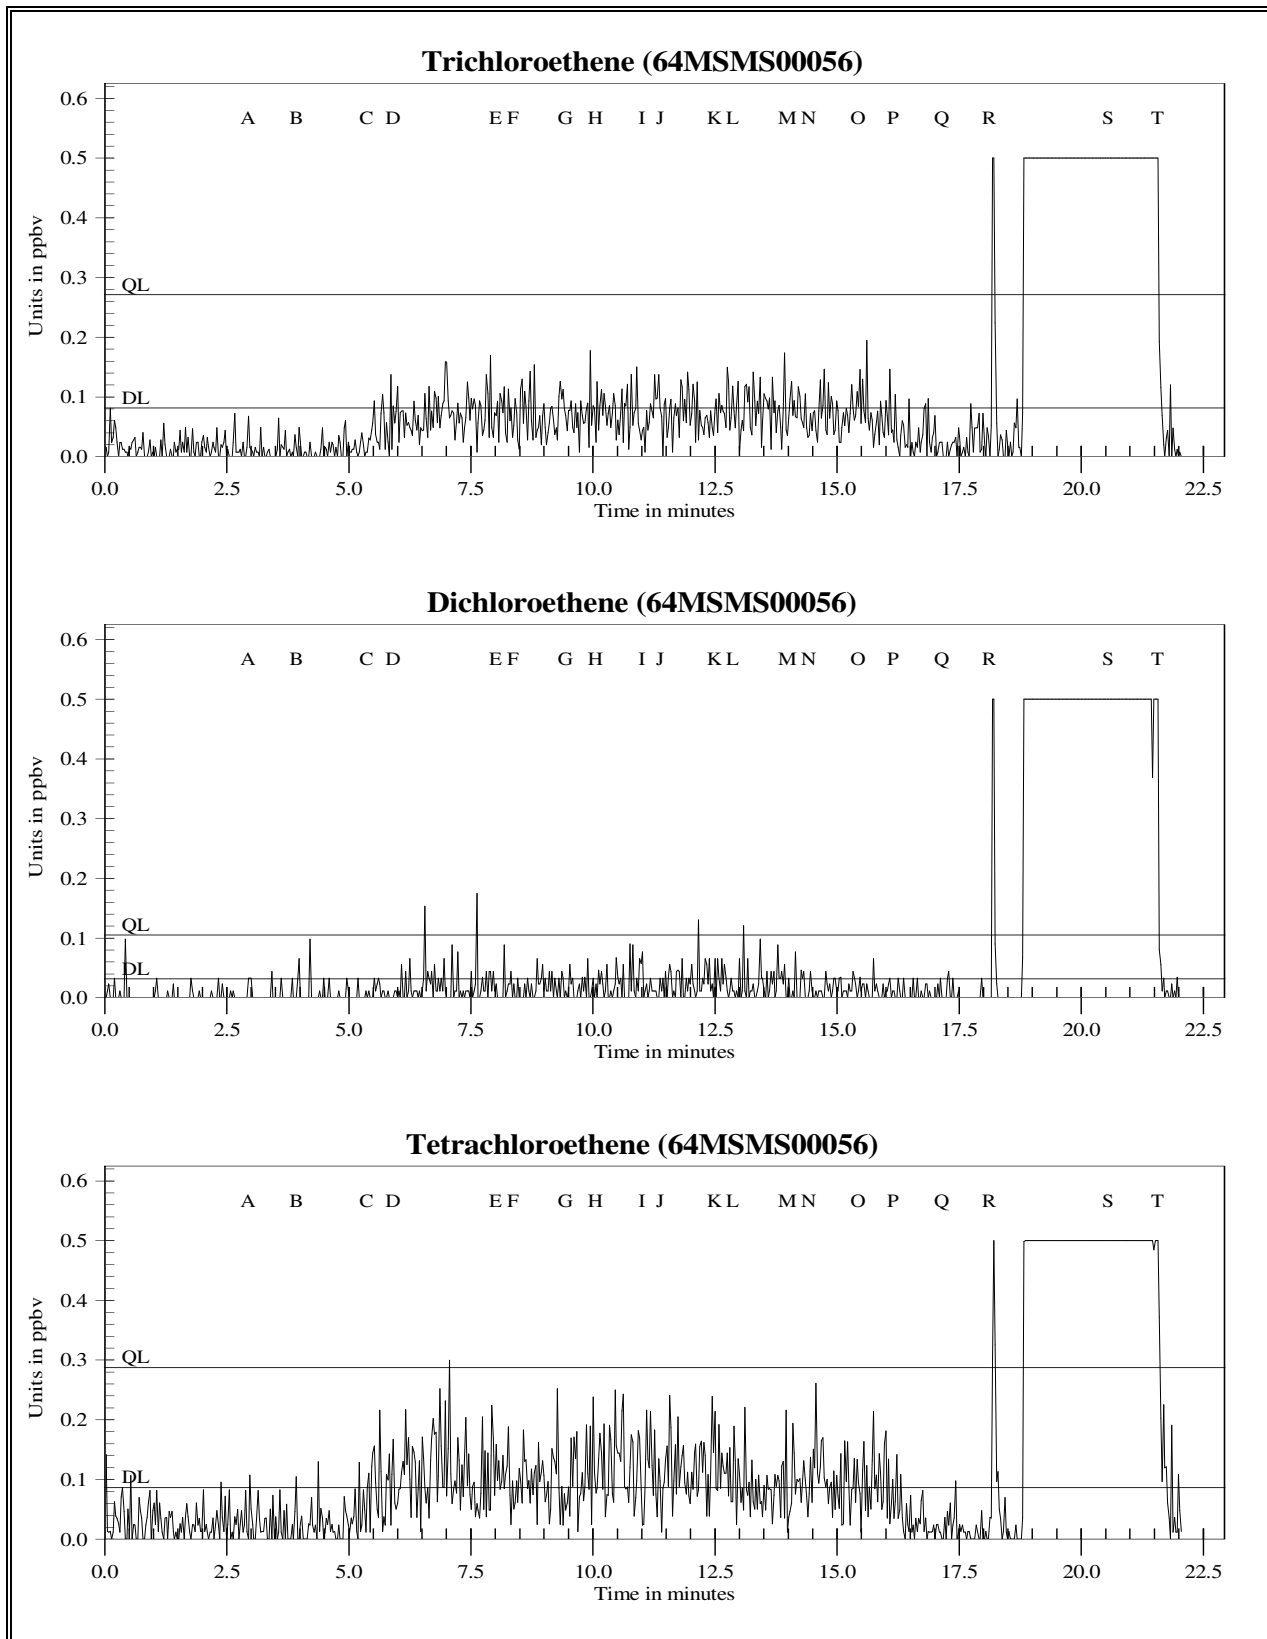 Trichloroethene (64MSMS00056)
0.6
A B C D E F G H I J K L M N O P Q R S T
0.5
0.4
Units in ppbv
0.3
QL
0.2
0.1
DL
0.0
0.0 2.5 5.0 7.5 10.0 12.5 15.0 17.5 20.0 22.5
Time in minutes
Dichloroethene (64MSMS00056)
0.6
A B C D E F G H I J K L M N O P Q R S T
0.5
0.4
Units in ppbv
0.3
0.2
QL
0.1
DL
0.0
0.0 2.5 5.0 7.5 10.0 12.5 15.0 17.5 20.0 22.5
Time in minutes
Tetrachloroethene (64MSMS00056)
0.6
A B C D E F G H I J K L M N O P Q R S T
0.5
0.4
Units in ppbv
QL
0.3
0.2
DL
0.1
0.0
0.0 2.5 5.0 7.5 10.0 12.5 15.0 17.5 20.0 22.5
Time in minutes